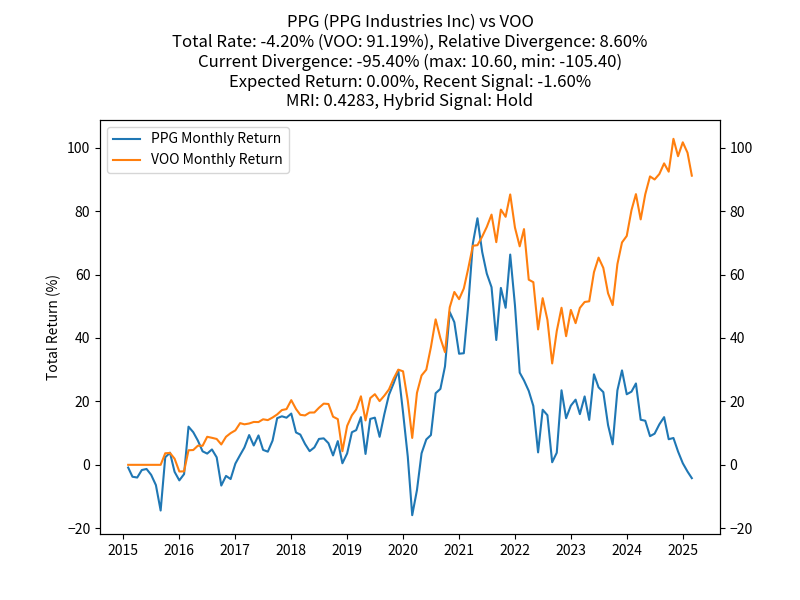 PPG (PPG Industries Inc) vs VOO
Total Rate: -4.20% (VOO: 91.19%), Relative Divergence: 8.60%
Current Divergence: -95.40% (max: 10.60, min: -105.40)
Expected Return: 0.00%, Recent Signal: -1.60%
MRI: 0.4283, Hybrid Signal: Hold
PPG Monthly Return
VOO Monthly Return
Total Return (%)
100
80
60
40
20
0
−20
100
80
60
40
20
0
−20
2015 2016 2017 2018 2019 2020 2021 2022 2023 2024 2025